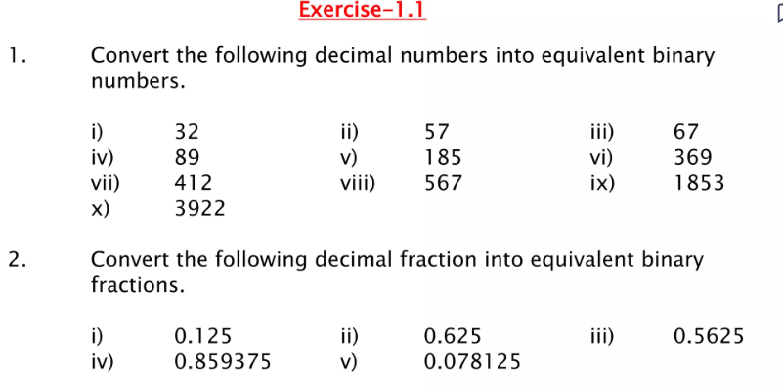 Exercise-1.1
1. Convert the following decimal numbers into equivalent binary
numbers.
i) 32 ii) 57 iii) 67
iv) 89 v) 185 vi) 369
vii) 412 viii) 567 ix) 1853
x) 3922
2. Convert the following decimal fraction into equivalent binary
fractions.
i) 0.125 ii) 0.625 iii) 0.5625
iv) 0.859375 v) 0.078125